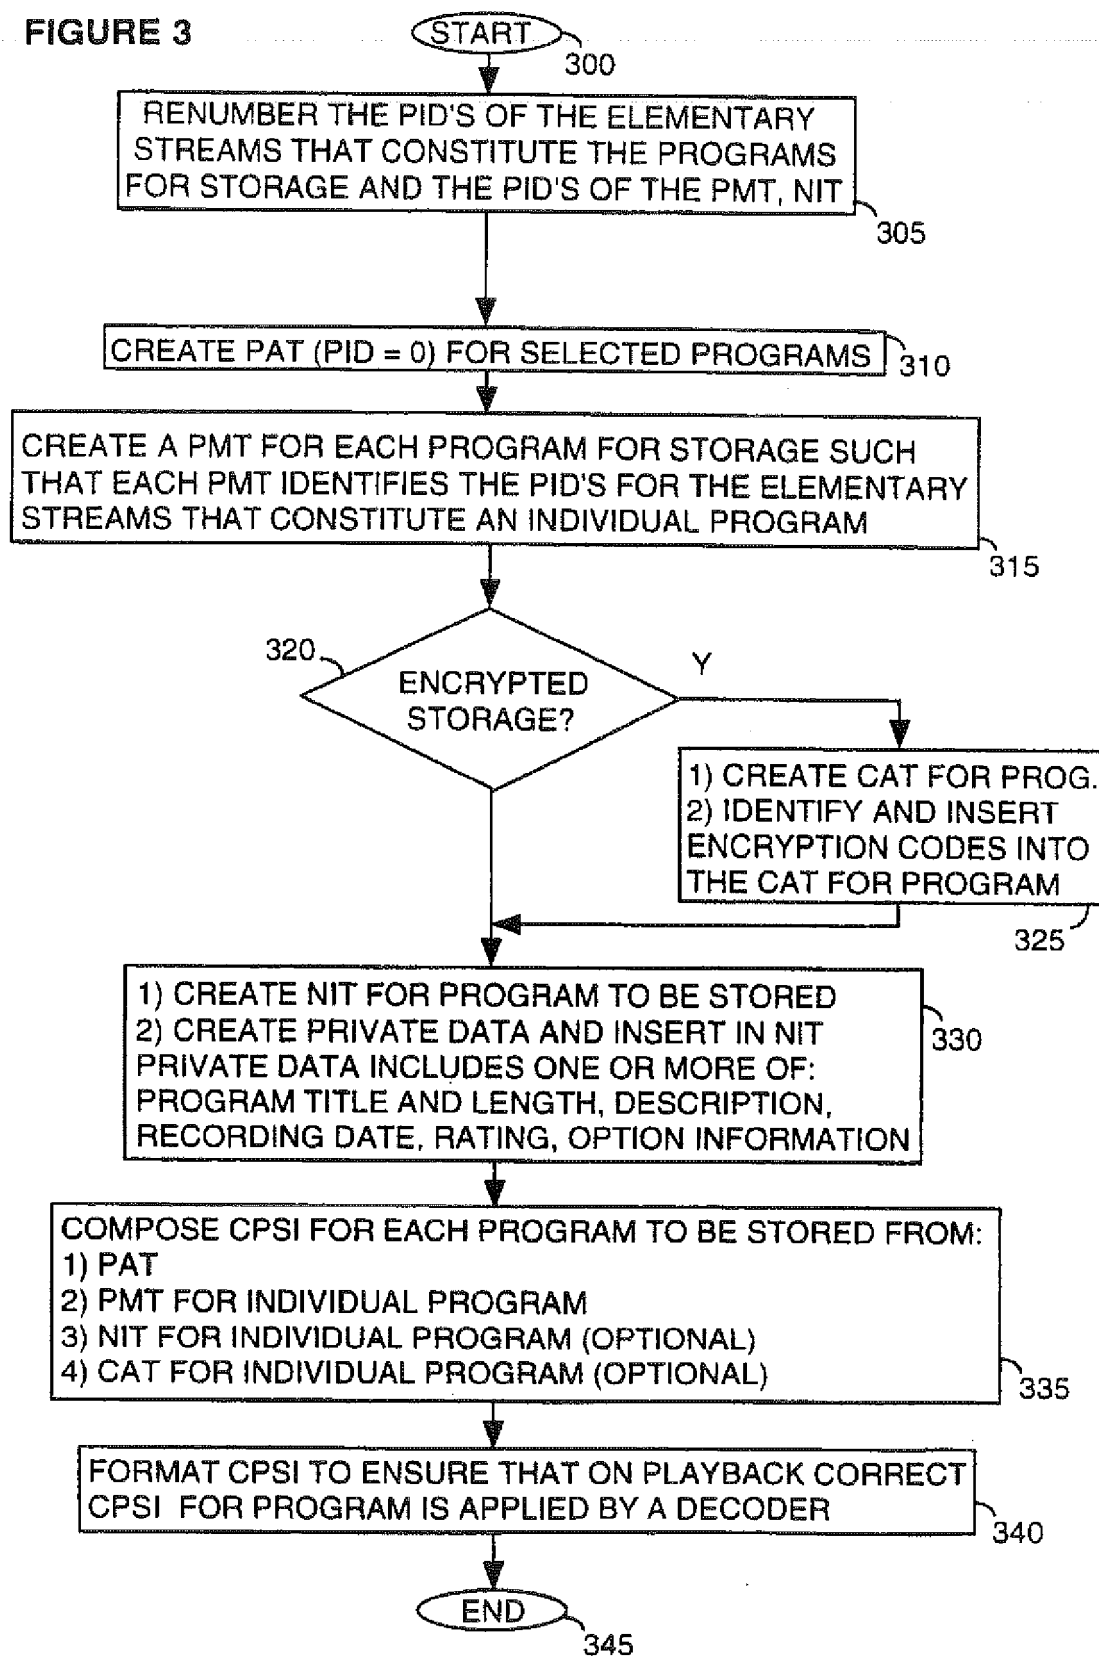 FIGURE 3
START
300
RENUMBER THE PID'S OF THE ELEMENTARY
STREAMS THAT CONSTITUTE THE PROGRAMS
FOR STORAGE AND THE PID'S OF THE PMT, NIT
305
CREATE PAT (PID = 0) FOR SELECTED PROGRAMS
310
CREATE A PMT FOR EACH PROGRAM FOR STORAGE SUCH
THAT EACH PMT IDENTIFIES THE PID'S FOR THE ELEMENTARY
STREAMS THAT CONSTITUTE AN INDIVIDUAL PROGRAM
315
320
ENCRYPTED
STORAGE?
Y
1) CREATE CAT FOR PROG.
2) IDENTIFY AND INSERT
ENCRYPTION CODES INTO
THE CAT FOR PROGRAM
325
1) CREATE NIT FOR PROGRAM TO BE STORED
2) CREATE PRIVATE DATA AND INSERT IN NIT
PRIVATE DATA INCLUDES ONE OR MORE OF:
PROGRAM TITLE AND LENGTH, DESCRIPTION,
RECORDING DATE, RATING, OPTION INFORMATION
330
COMPOSE CPSI FOR EACH PROGRAM TO BE STORED FROM:
1) PAT
2) PMT FOR INDIVIDUAL PROGRAM
3) NIT FOR INDIVIDUAL PROGRAM (OPTIONAL)
4) CAT FOR INDIVIDUAL PROGRAM (OPTIONAL)
335
FORMAT CPSI TO ENSURE THAT ON PLAYBACK CORRECT
CPSI FOR PROGRAM IS APPLIED BY A DECODER
340
END
345